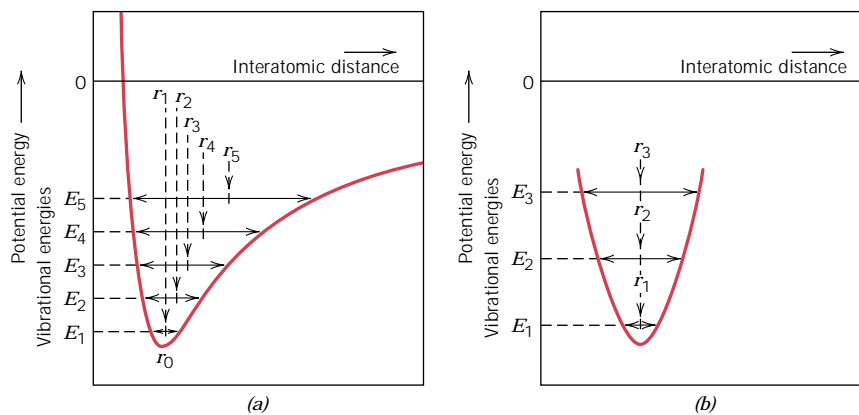 Interatomic distance
0
r1
r2
r3
r4
r5
Potential energy
Vibrational energies
E5
E4
E3
E2
E1
r0
(a)
Interatomic distance
0
Potential energy
Vibrational energies
r3
E3
r2
E2
r1
E1
(b)